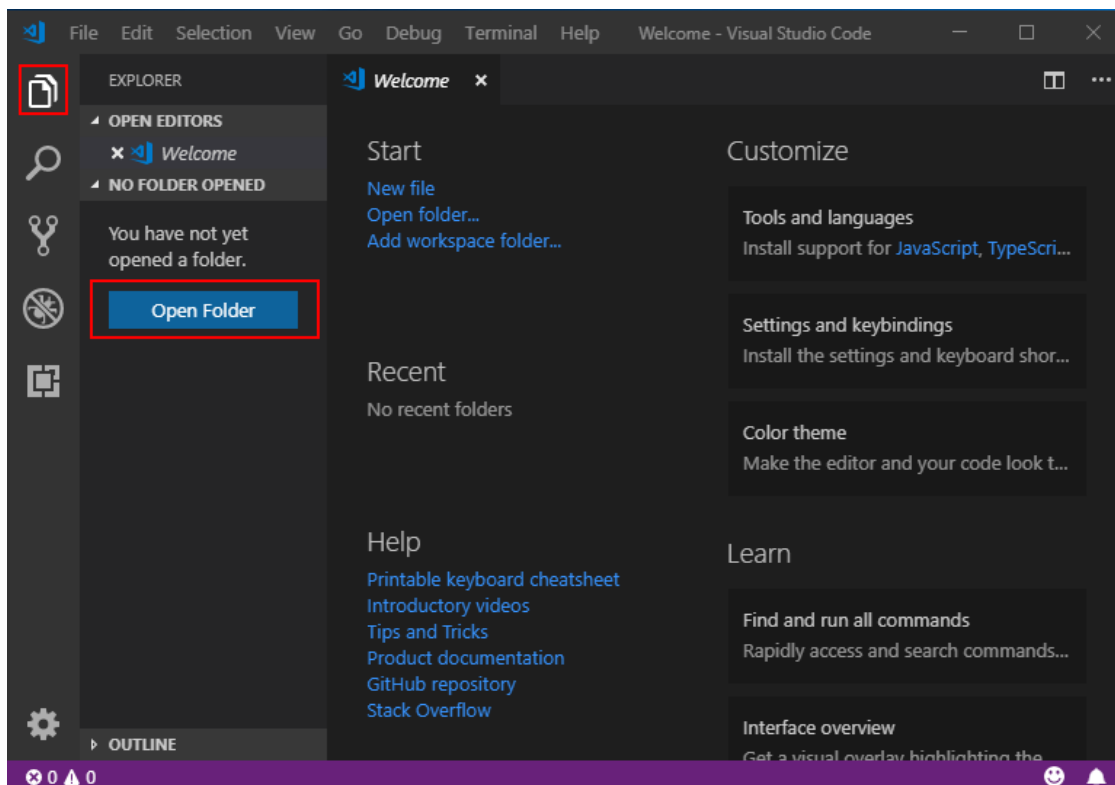 File Edit Selection View Go Debug Terminal Help Welcome - Visual Studio Code
EXPLORER
OPEN EDITORS
Welcome
NO FOLDER OPENED
You have not yet
opened a folder.
Open Folder
OUTLINE
Welcome
Start
New file
Open folder...
Add workspace folder...
Recent
No recent folders
Help
Printable keyboard cheatsheet
Introductory videos
Tips and Tricks
Product documentation
GitHub repository
Stack Overflow
Customize
Tools and languages
Install support for JavaScript, TypeScri...
Settings and keybindings
Install the settings and keyboard shor...
Color theme
Make the editor and your code look t...
Learn
Find and run all commands
Rapidly access and search commands...
Interface overview
Get a visual overlay highlighting the
0 0